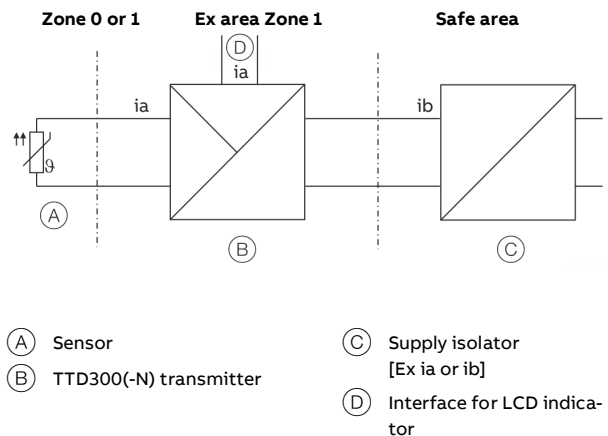 Zone 0 or 1
Ex area Zone 1
Safe area
D
ia
ia
ib
ϑ
A
B
C
A Sensor
B TTD300(-N) transmitter
C Supply isolator
[Ex ia or ib]
D Interface for LCD indica-
tor